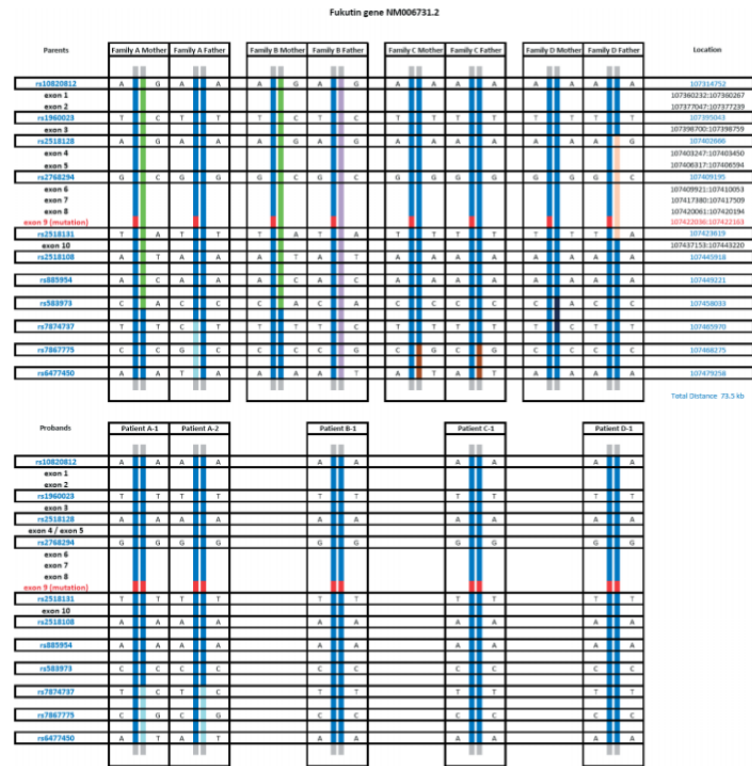 Fukutin gene NM006731.2
Parents Family A Mother Family A Father Family B Mother Family B Father Family C Mother Family C Father Family D Mother Family D Father Location
rs10820812 A G A A A G A G A A A A A A A A 107314752
exon 1 107360232:107360267
exon 2 107377047:107377239
rs1960023 T C T T T C T C T T T T T T T T 107395043
exon 3 107398700:107398759
rs2518128 A G A A A G A G A A A A A A A G 107402666
exon 4 107403247:107403450
exon 5 107406317:107406594
rs2768294 G C G G G C G C G G G G G G G C 107409195
exon 6 107409921:107410053
exon 7 107417380:107417509
exon 8 107420061:107420194
exon 9 (mutation) 107422036:107422163
rs2518131 T A T T T A T A T T T T T T T A 107423619
exon 10 107437153:107443220
rs2518108 A T A A A T A T A A A A A A A A 107445918
rs885954 A C A A A C A C A A A A A A A A 107449221
rs583973 C A C C C A C A C C C C C A C C 107458033
rs7874737 T T C T T T T C T T T T T C T T 107465970
rs7867775 C C G C C C C G C G C G C C C C 107468275
rs6477450 A A T A A A A T A T A T A A A A 107479258
Total Distance 73.5 kb
Probands Patient A-1 Patient A-2 Patient B-1 Patient C-1 Patient D-1
rs10820812 A A A A A A A A A A
exon 1
exon 2
rs1960023 T T T T T T T T T T
exon 3
rs2518128 A A A A A A A A A A
exon 4 / exon 5
rs2768294 G G G G G G G G G G
exon 6
exon 7
exon 8
exon 9 (mutation)
rs2518131 T T T T T T T T T T
exon 10
rs2518108 A A A A A A A A A A
rs885954 A A A A A A A A A A
rs583973 C C C C C C C C C C
rs7874737 T C T C T T T T T T
rs7867775 C G C G C C C C C C
rs6477450 A T A T A A A A A A